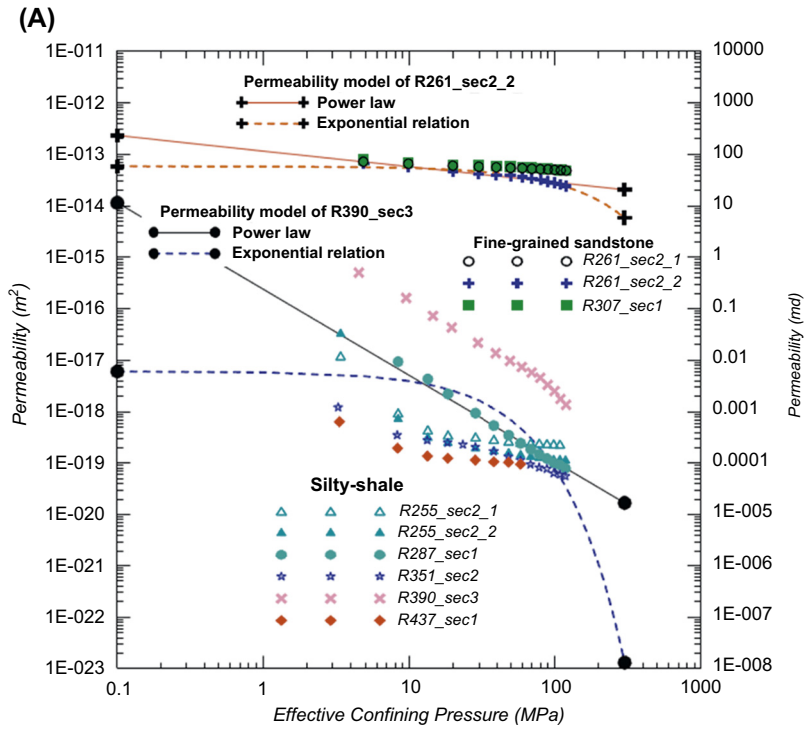 (A)
1E-011
1E-012
1E-013
1E-014
1E-015
1E-016
1E-017
1E-018
1E-019
1E-020
1E-021
1E-022
1E-023
Permeability (m²)
Permeability model of R261_sec2_2
Power law
Exponential relation
Permeability model of R390_sec3
Power law
Exponential relation
Fine-grained sandstone
R261_sec2_1
R261_sec2_2
R307_sec1
Silty-shale
R255_sec2_1
R255_sec2_2
R287_sec1
R351_sec2
R390_sec3
R437_sec1
10000
1000
100
10
1
0.1
0.01
0.001
0.0001
1E-005
1E-006
1E-007
1E-008
Permeability (md)
0.1
1
10
100
1000
Effective Confining Pressure (MPa)